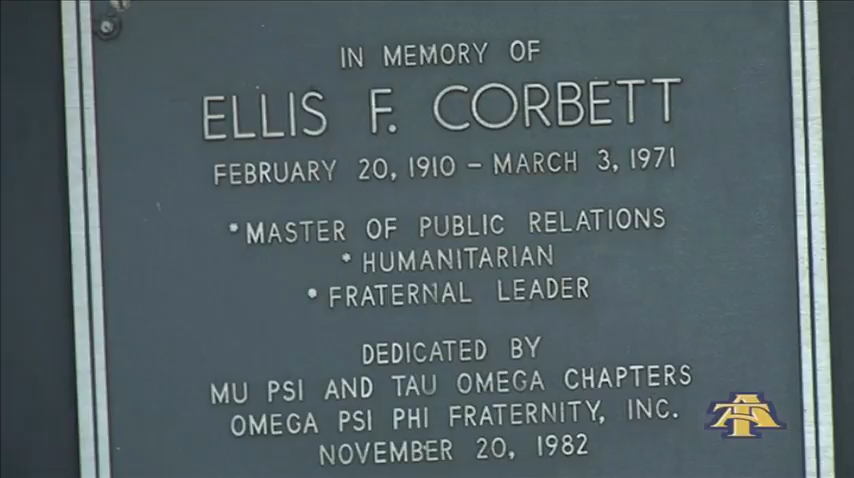 IN MEMORY OF
ELLIS F. CORBETT
FEBRUARY 20, 1910 – MARCH 3, 1971
*MASTER OF PUBLIC RELATIONS
*HUMANITARIAN
*FRATERNAL LEADER
DEDICATED BY
MU PSI AND TAU OMEGA CHAPTERS
OMEGA PSI PHI FRATERNITY, INC.
NOVEMBER 20, 1982
AT